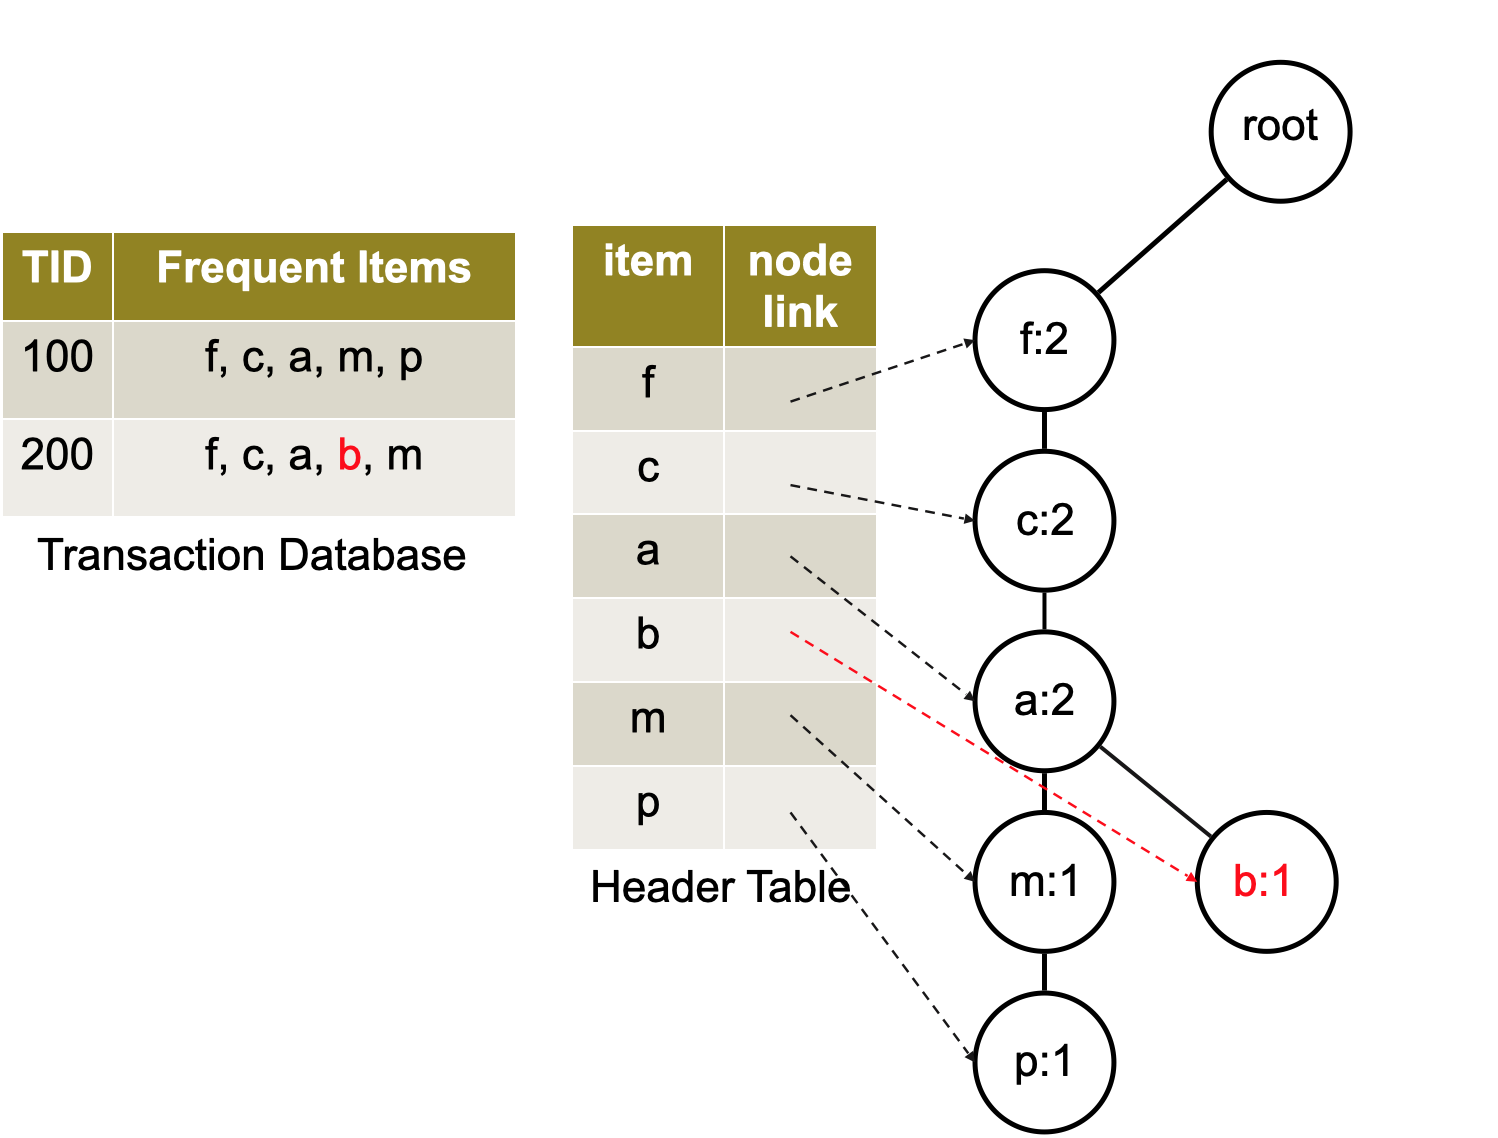 root
TID Frequent Items
100 f, c, a, m, p
200 f, c, a, b, m
Transaction Database
item node
link
f
c
a
b
m
p
Header Table
f:2
c:2
a:2
m:1 b:1
p:1